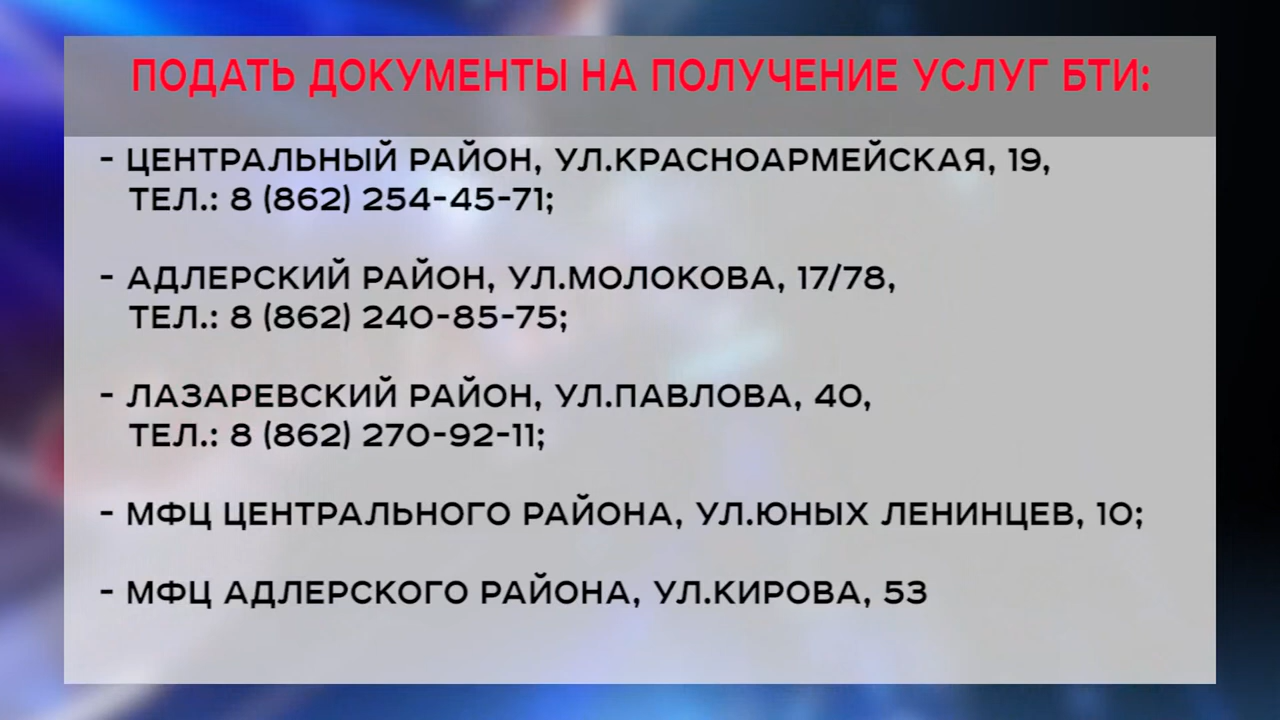 ПОДАТЬ ДОКУМЕНТЫ НА ПОЛУЧЕНИЕ УСЛУГ БТИ:
- ЦЕНТРАЛЬНЫЙ РАЙОН, УЛ.КРАСНОАРМЕЙСКАЯ, 19,
ТЕЛ.: 8 (862) 254-45-71;
- АДЛЕРСКИЙ РАЙОН, УЛ.МОЛОКОВА, 17/78,
ТЕЛ.: 8 (862) 240-85-75;
- ЛАЗАРЕВСКИЙ РАЙОН, УЛ.ПАВЛОВА, 40,
ТЕЛ.: 8 (862) 270-92-11;
- МФЦ ЦЕНТРАЛЬНОГО РАЙОНА, УЛ.ЮНЫХ ЛЕНИНЦЕВ, 10;
- МФЦ АДЛЕРСКОГО РАЙОНА, УЛ.КИРОВА, 53